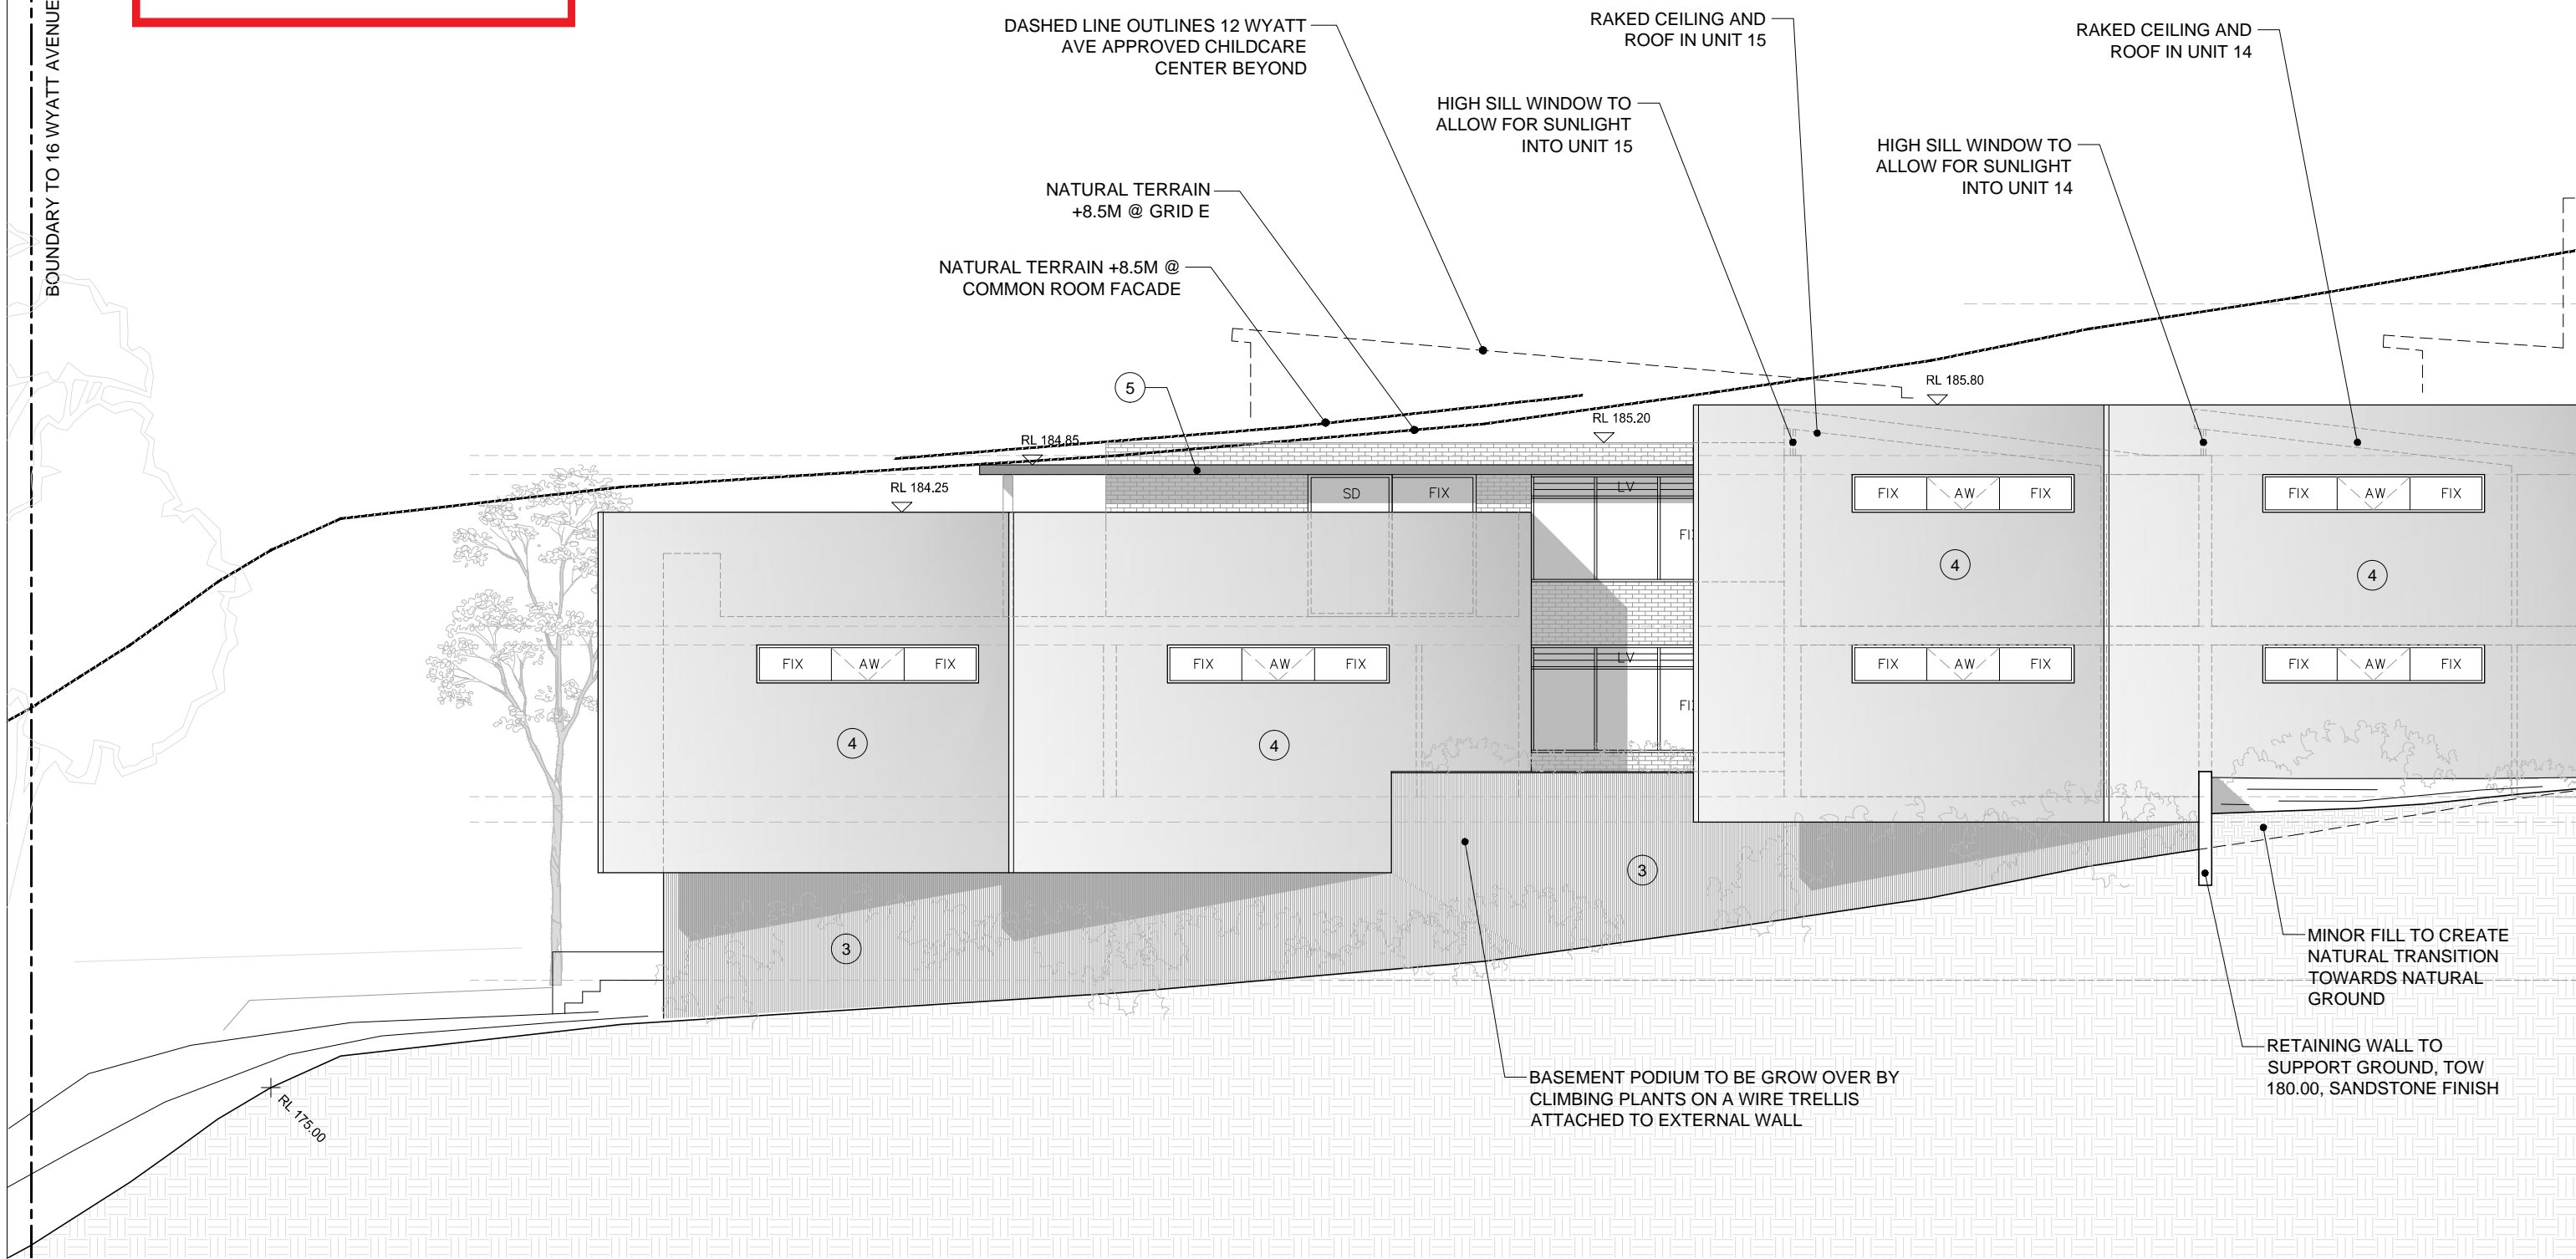 BOUNDARY TO 16 WYATT AVENUE
DASHED LINE OUTLINES 12 WYATT
AVE APPROVED CHILDCARE
CENTER BEYOND
RAKED CEILING AND
ROOF IN UNIT 15
RAKED CEILING AND
ROOF IN UNIT 14
HIGH SILL WINDOW TO
ALLOW FOR SUNLIGHT
INTO UNIT 15
HIGH SILL WINDOW TO
ALLOW FOR SUNLIGHT
INTO UNIT 14
NATURAL TERRAIN
+8.5M @ GRID E
NATURAL TERRAIN +8.5M @
COMMON ROOM FACADE
5
RL 185.80
RL 185.20
RL 184.85
RL 184.25
SD FIX
LV
FIX AW FIX
FIX AW FIX
FI
4
4
FIX AW FIX
FIX AW FIX
LV
FIX AW FIX
FIX AW FIX
FI
4
4
3
3
MINOR FILL TO CREATE
NATURAL TRANSITION
TOWARDS NATURAL
GROUND
RETAINING WALL TO
SUPPORT GROUND, TOW
180.00, SANDSTONE FINISH
BASEMENT PODIUM TO BE GROW OVER BY
CLIMBING PLANTS ON A WIRE TRELLIS
ATTACHED TO EXTERNAL WALL
RL 175.00